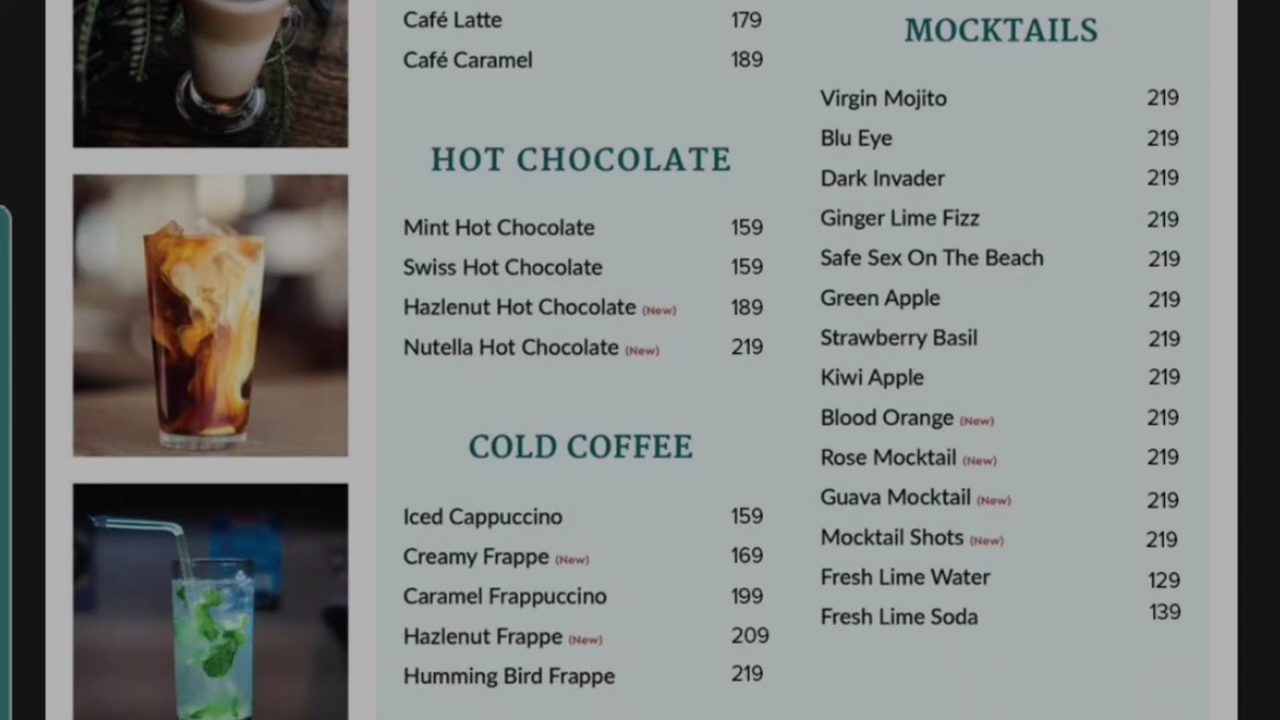 Café Latte 179
Café Caramel 189
HOT CHOCOLATE
Mint Hot Chocolate 159
Swiss Hot Chocolate 159
Hazlenut Hot Chocolate (New) 189
Nutella Hot Chocolate (New) 219
COLD COFFEE
Iced Cappuccino 159
Creamy Frappe (New) 169
Caramel Frappuccino 199
Hazlenut Frappe (New) 209
Humming Bird Frappe 219
MOCKTAILS
Virgin Mojito 219
Blu Eye 219
Dark Invader 219
Ginger Lime Fizz 219
Safe Sex On The Beach 219
Green Apple 219
Strawberry Basil 219
Kiwi Apple 219
Blood Orange (New) 219
Rose Mocktail (New) 219
Guava Mocktail (New) 219
Mocktail Shots (New) 219
Fresh Lime Water 129
Fresh Lime Soda 139